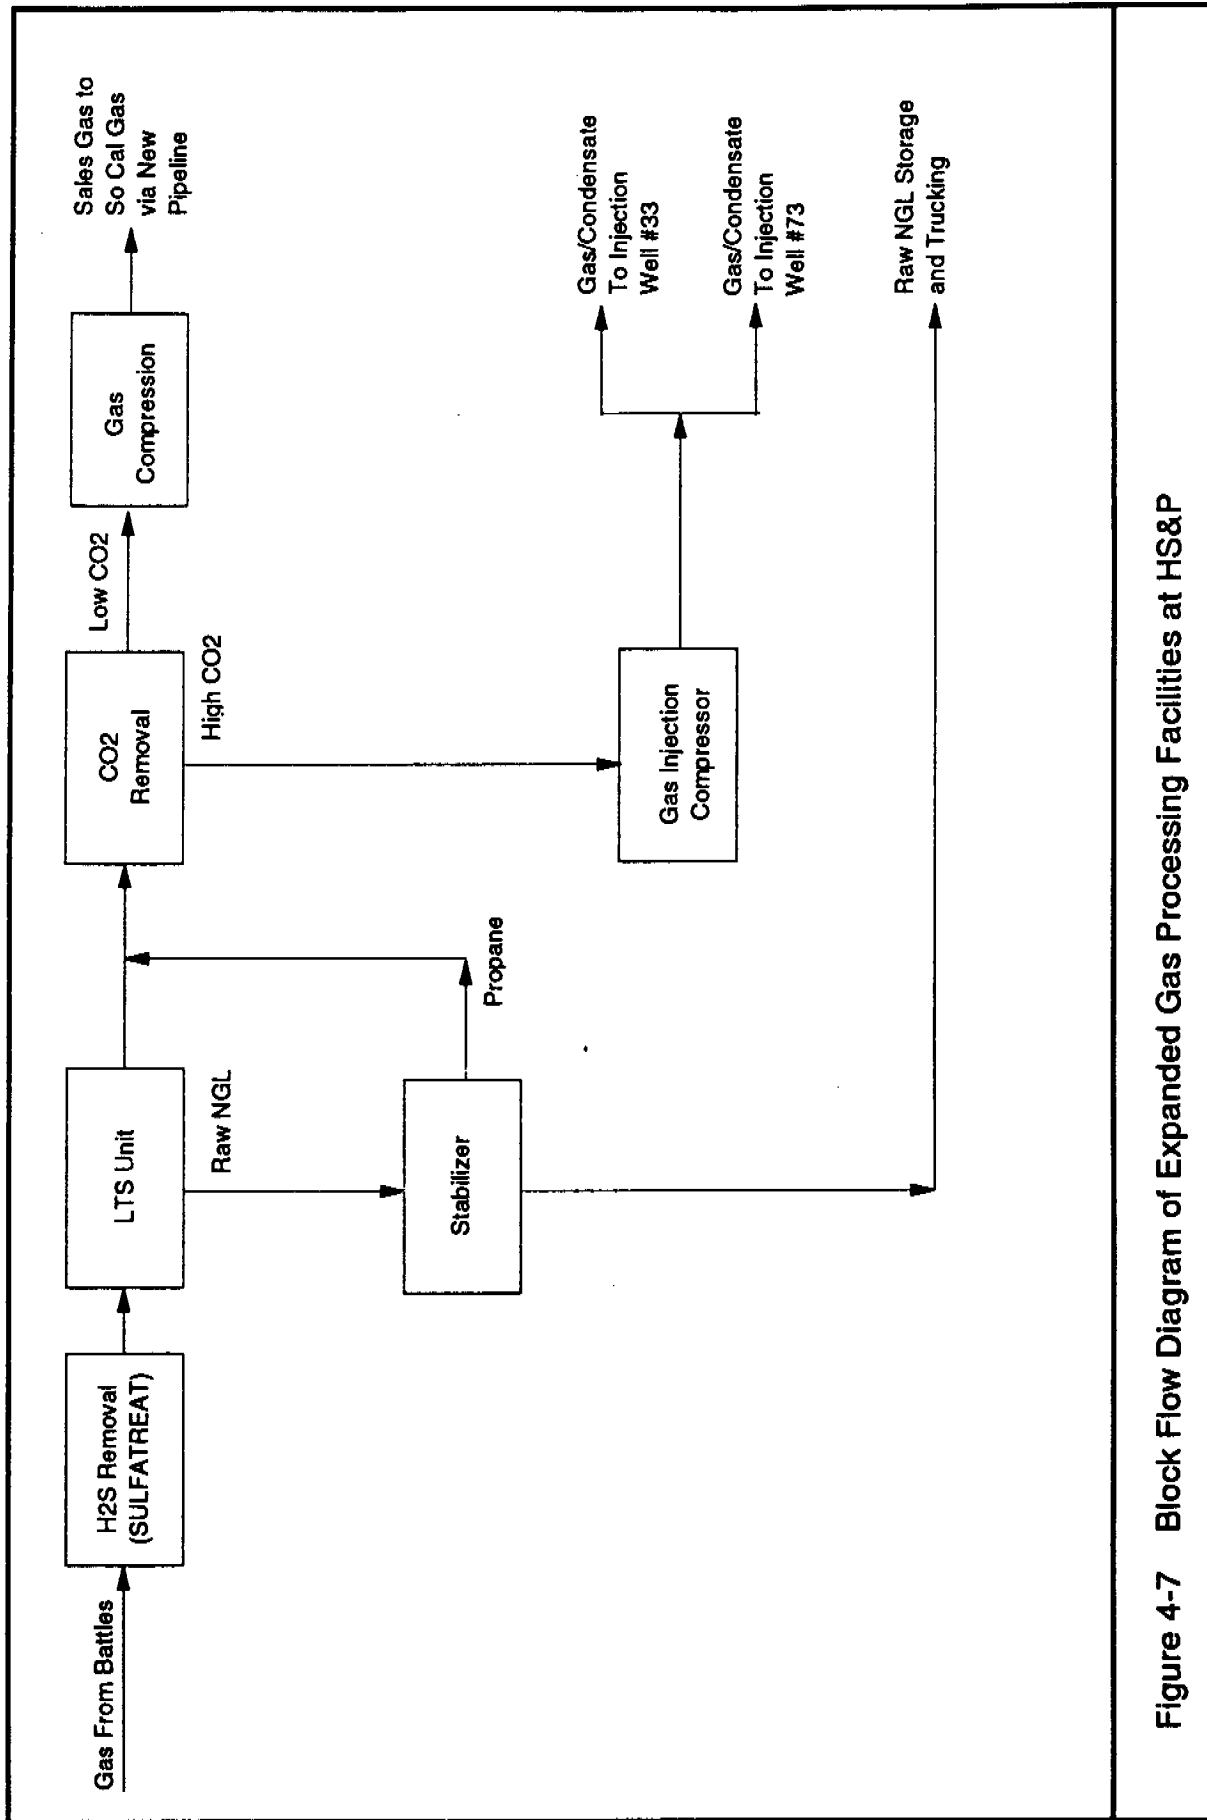 Gas From Battles
H2S Removal
(SULFATREAT)
LTS Unit
Raw NGL
Stabilizer
Propane
CO2
Removal
Low CO2
High CO2
Gas
Compression
Sales Gas to
So Cal Gas
via New
Pipeline
Gas Injection
Compressor
Gas/Condensate
To Injection
Well #33
Gas/Condensate
To Injection
Well #73
Raw NGL Storage
and Trucking
Figure 4-7 Block Flow Diagram of Expanded Gas Processing Facilities at HS&P